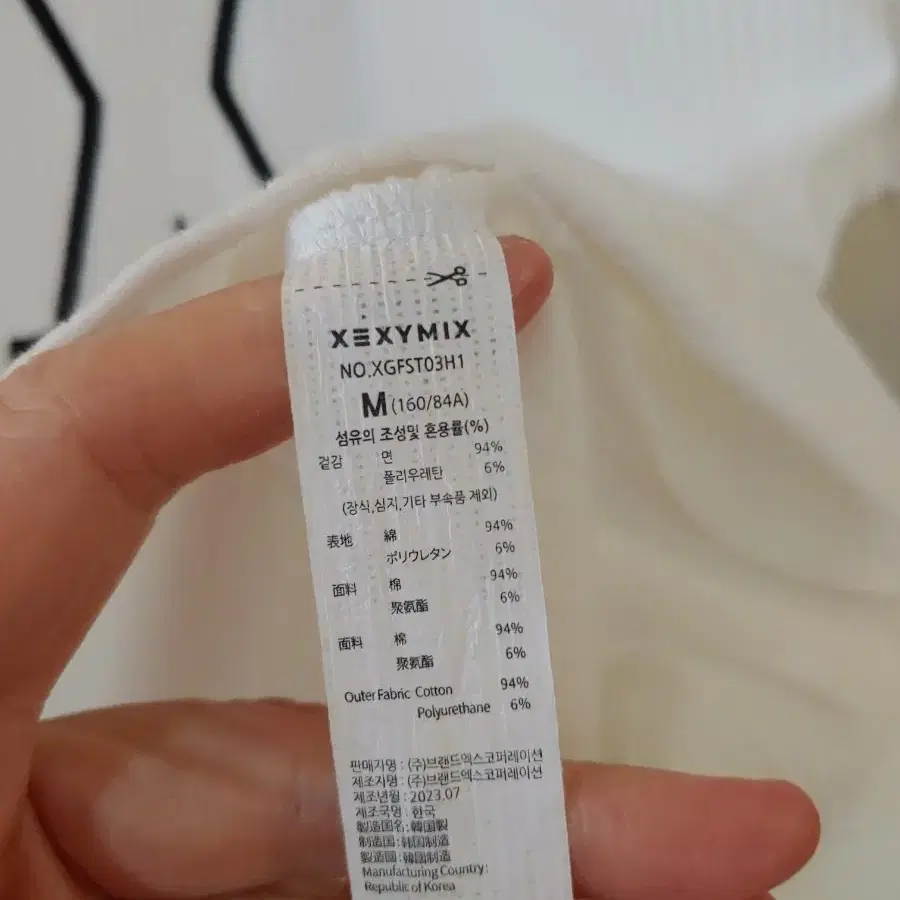 XEXYMIX
NO.XGFST03H1
M(160/84A)
섬유의 조성및 혼용률(%)
겉감 면 94%
폴리우레탄 6%
(장식,심지,기타 부속품 제외)
表地 綿 94%
ポリウレタン 6%
面料 棉 94%
聚氨酯 6%
面料 棉 94%
聚氨酯 6%
Outer Fabric Cotton 94%
Polyurethane 6%
판매자명 : (주)브랜드엑스코퍼레이션
제조자명 : (주)브랜드엑스코퍼레이션
제조년월 : 2023.07
제조국명 : 한국
製造国名 : 韓国製
制造国 : 韩国制造
製造國 : 韓國制造
Manufacturing Country :
Republic of Korea